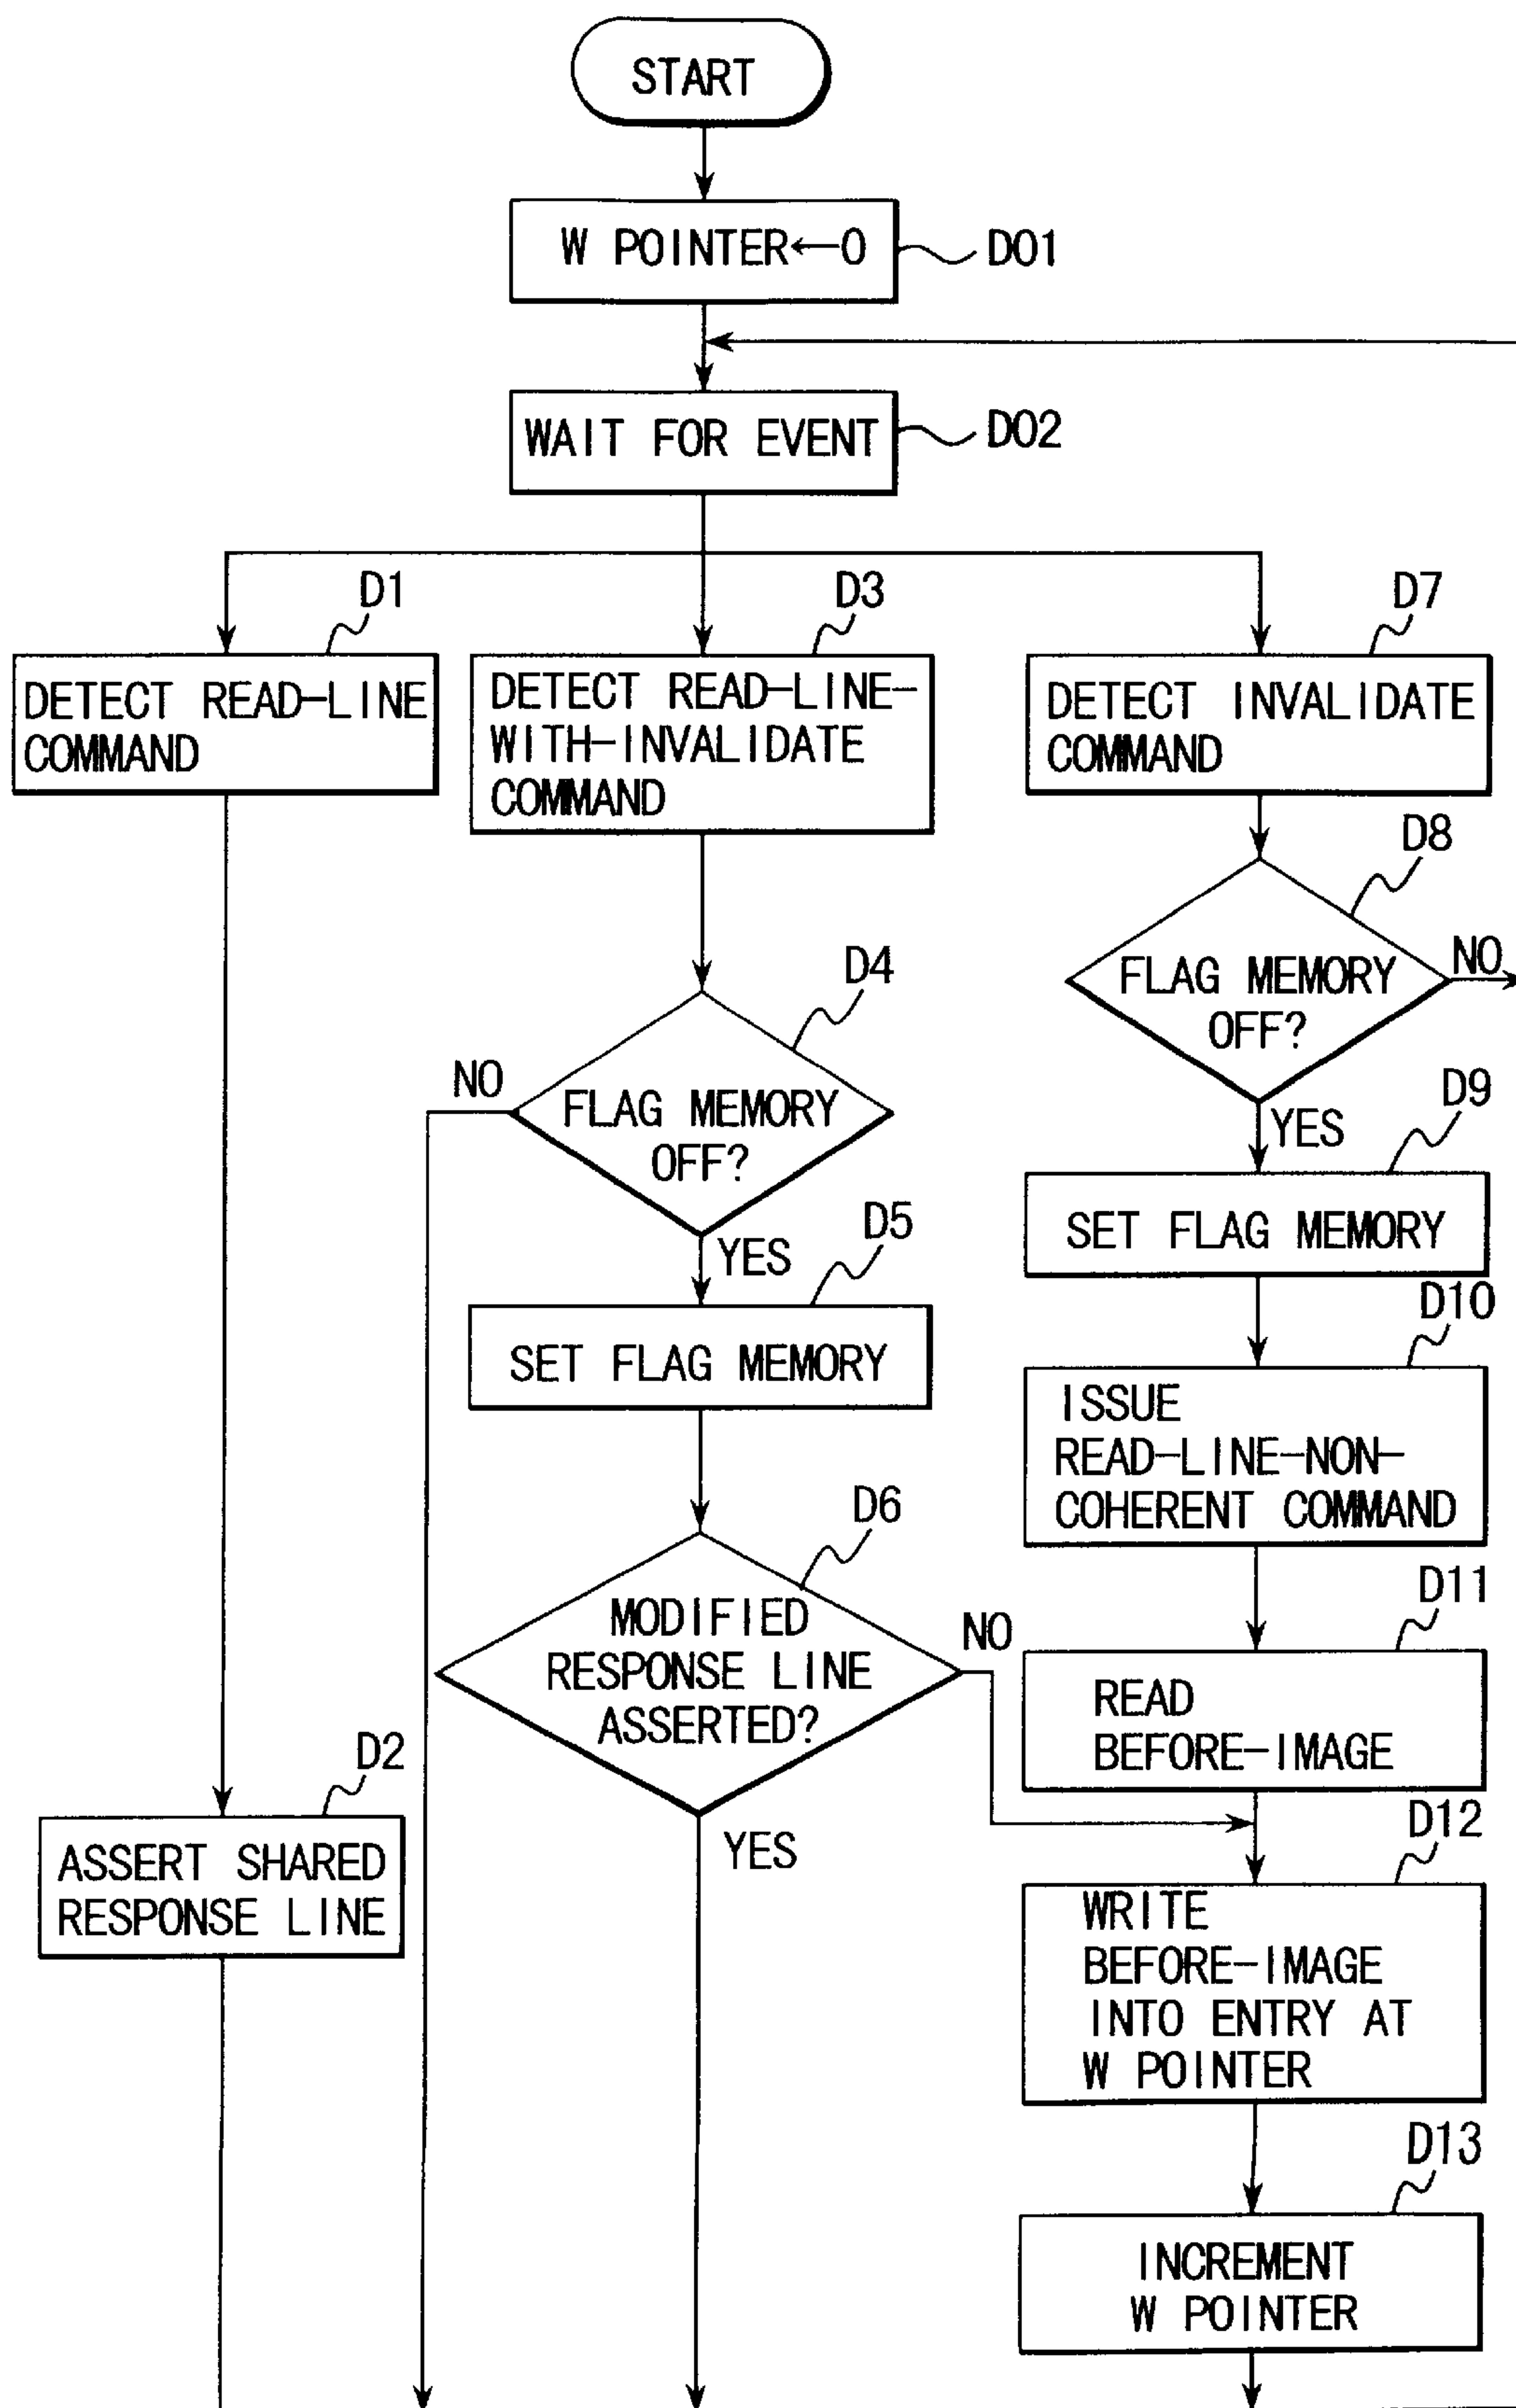 START
W POINTER←0
D01
WAIT FOR EVENT
D02
D1
DETECT READ-LINE
COMMAND
D3
DETECT READ-LINE-
WITH-INVALIDATE
COMMAND
D7
DETECT INVALIDATE
COMMAND
D8
FLAG MEMORY
OFF?
NO
YES
D4
FLAG MEMORY
OFF?
NO
YES
D9
SET FLAG MEMORY
D5
SET FLAG MEMORY
D10
ISSUE
READ-LINE-NON-
COHERENT COMMAND
D6
MODIFIED
RESPONSE LINE
ASSERTED?
NO
YES
D11
READ
BEFORE-IMAGE
D2
ASSERT SHARED
RESPONSE LINE
D12
WRITE
BEFORE-IMAGE
INTO ENTRY AT
W POINTER
D13
INCREMENT
W POINTER